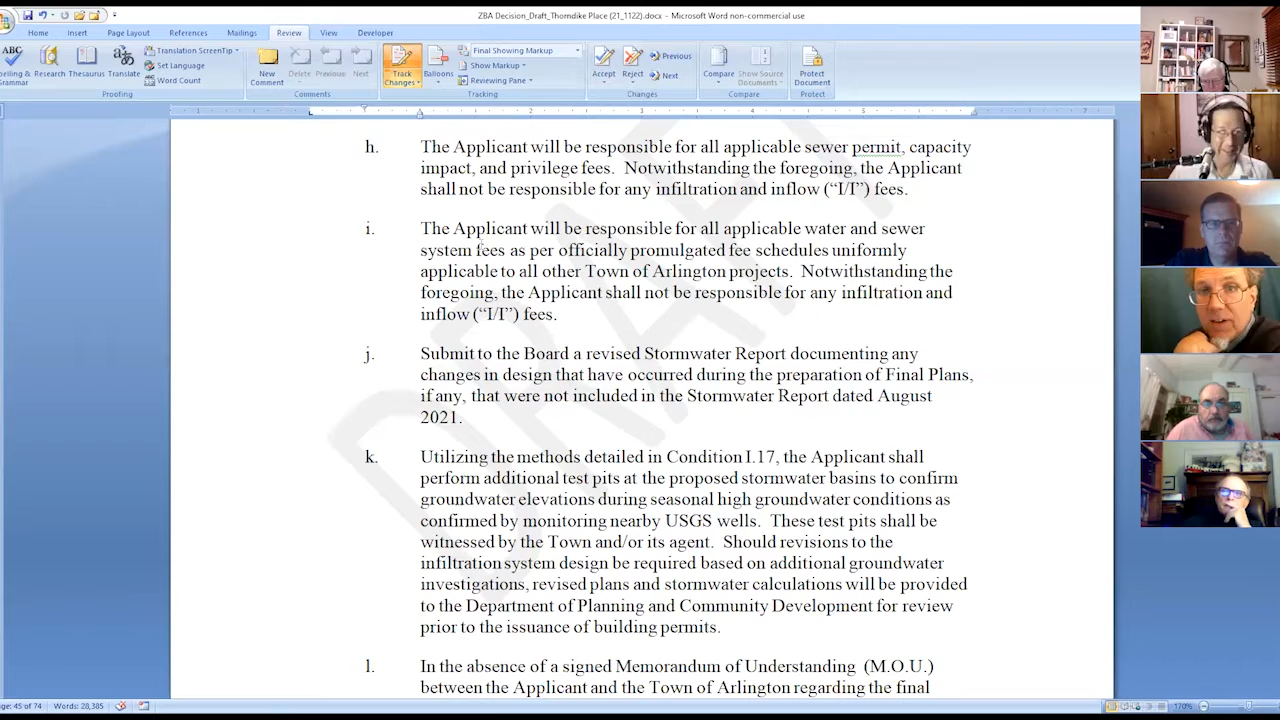 ZBA Decision_Draft_Thorndike Place (21_1122).docx - Microsoft Word non-commercial use
Home Insert Page Layout References Mailings Review View Developer
ABC Research Thesaurus Translate
Translation ScreenTip
Set Language
Word Count
New Comment Delete Previous Next
Track Changes Balloons
Final Showing Markup
Show Markup
Reviewing Pane
Accept Reject
Previous
Next
Compare Show Source Documents
Protect Document
Proofing Comments Tracking Changes Compare Protect
h. The Applicant will be responsible for all applicable sewer permit, capacity
impact, and privilege fees. Notwithstanding the foregoing, the Applicant
shall not be responsible for any infiltration and inflow (“I/I”) fees.
i. The Applicant will be responsible for all applicable water and sewer
system fees as per officially promulgated fee schedules uniformly
applicable to all other Town of Arlington projects. Notwithstanding the
foregoing, the Applicant shall not be responsible for any infiltration and
inflow (“I/I”) fees.
j. Submit to the Board a revised Stormwater Report documenting any
changes in design that have occurred during the preparation of Final Plans,
if any, that were not included in the Stormwater Report dated August
2021.
k. Utilizing the methods detailed in Condition I.17, the Applicant shall
perform additional test pits at the proposed stormwater basins to confirm
groundwater elevations during seasonal high groundwater conditions as
confirmed by monitoring nearby USGS wells. These test pits shall be
witnessed by the Town and/or its agent. Should revisions to the
infiltration system design be required based on additional groundwater
investigations, revised plans and stormwater calculations will be provided
to the Department of Planning and Community Development for review
prior to the issuance of building permits.
l. In the absence of a signed Memorandum of Understanding (M.O.U.)
between the Applicant and the Town of Arlington regarding the final
DRAFT
Page: 45 of 74 Words: 28,385 170%